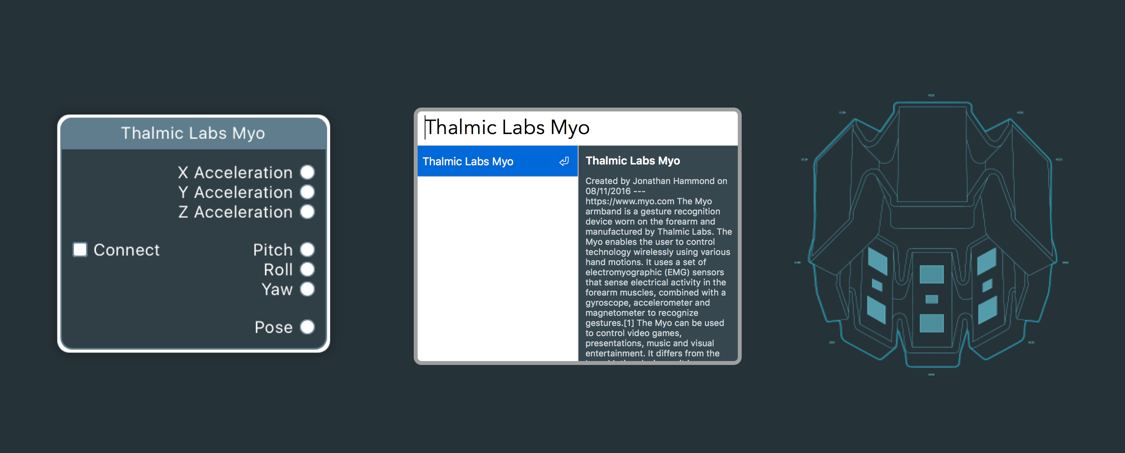 Thalmic Labs Myo
X Acceleration
Y Acceleration
Z Acceleration
Connect
Pitch
Roll
Yaw
Pose
Thalmic Labs Myo
Thalmic Labs Myo
Thalmic Labs Myo
Created by Jonathan Hammond on
08/11/2016 ---
https://www.myo.com The Myo
armband is a gesture recognition
device worn on the forearm and
manufactured by Thalmic Labs. The
Myo enables the user to control
technology wirelessly using various
hand motions. It uses a set of
electromyographic (EMG) sensors
that sense electrical activity in the
forearm muscles, combined with a
gyroscope, accelerometer and
magnetometer to recognize
gestures.[1] The Myo can be used
to control video games,
presentations, music and visual
entertainment. It differs from the